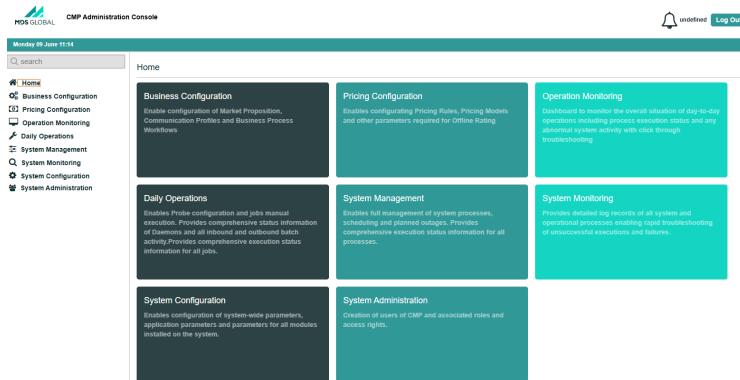 MDS GLOBAL
CMP Administration Console
undefined
Log Out
Monday 09 June 11:14
search
Home
Business Configuration
Pricing Configuration
Operation Monitoring
Daily Operations
System Management
System Monitoring
System Configuration
System Administration
Home
Business Configuration
Enable configuration of Market Proposition,
Communication Profiles and Business Process
Workflows
Pricing Configuration
Enables configurating Pricing Rules, Pricing Models
and other parameters required for Offline Rating
Operation Monitoring
Dashboard to monitor the overall situation of day-to-day
operations including process execution status and any
abnormal system activity with click through
troubleshooting
Daily Operations
Enables Probe configuration and jobs manual
execution. Provides comprehensive status information
of Daemons and all inbound and outbound batch
activity.Provides comprehensive execution status
information for all jobs.
System Management
Enables full management of system processes,
scheduling and planned outages. Provides
comprehensive execution status information for all
processes.
System Monitoring
Provides detailed log records of all system and
operational processes enabling rapid troubleshooting
of unsuccessful executions and failures.
System Configuration
Enables configuration of system-wide parameters,
application parameters and parameters for all modules
installed on the system.
System Administration
Creation of users of CMP and associated roles and
access rights.